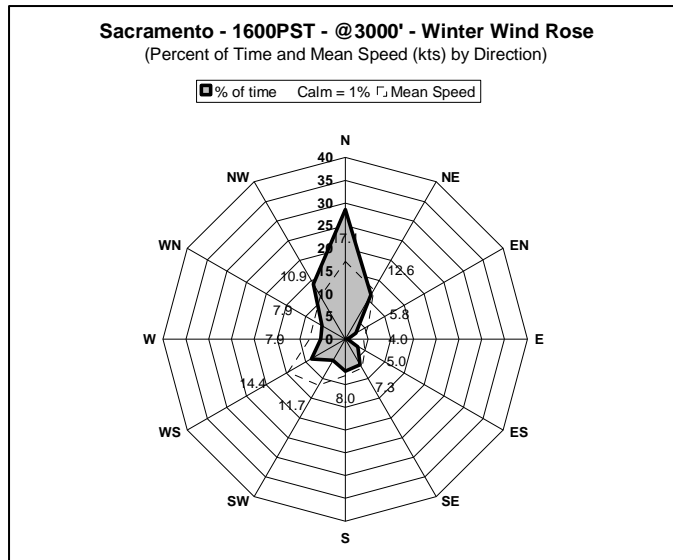 Sacramento - 1600PST - @3000' - Winter Wind Rose
(Percent of Time and Mean Speed (kts) by Direction)
% of time Calm = 1% Mean Speed
N
40
NW NE
35
30
25
WN EN
17.1
20
12.6
15
10.9
10
7.9 5.8
5
W 7.9 0 4.0 E
5.0
14.4 7.3
11.7 8.0
WS ES
SW SE
S